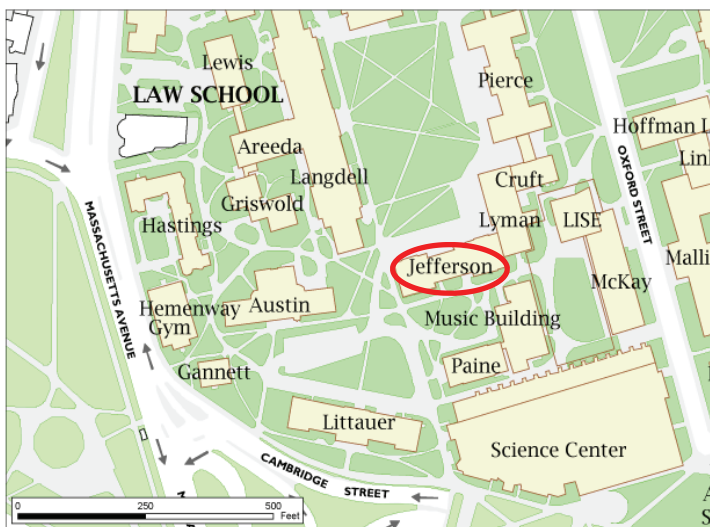 Lewis
LAW SCHOOL
Pierce
Areeda
Hoffman L
Link
Langdell
Cruft
Griswold
Hastings
Lyman
LISE
OXFORD STREET
MASSACHUSETTS AVENUE
Jefferson
Malli
McKay
Hemenway
Gym
Austin
Music Building
Gannett
Paine
Littauer
Science Center
CAMBRIDGE STREET
0 250 500
Feet